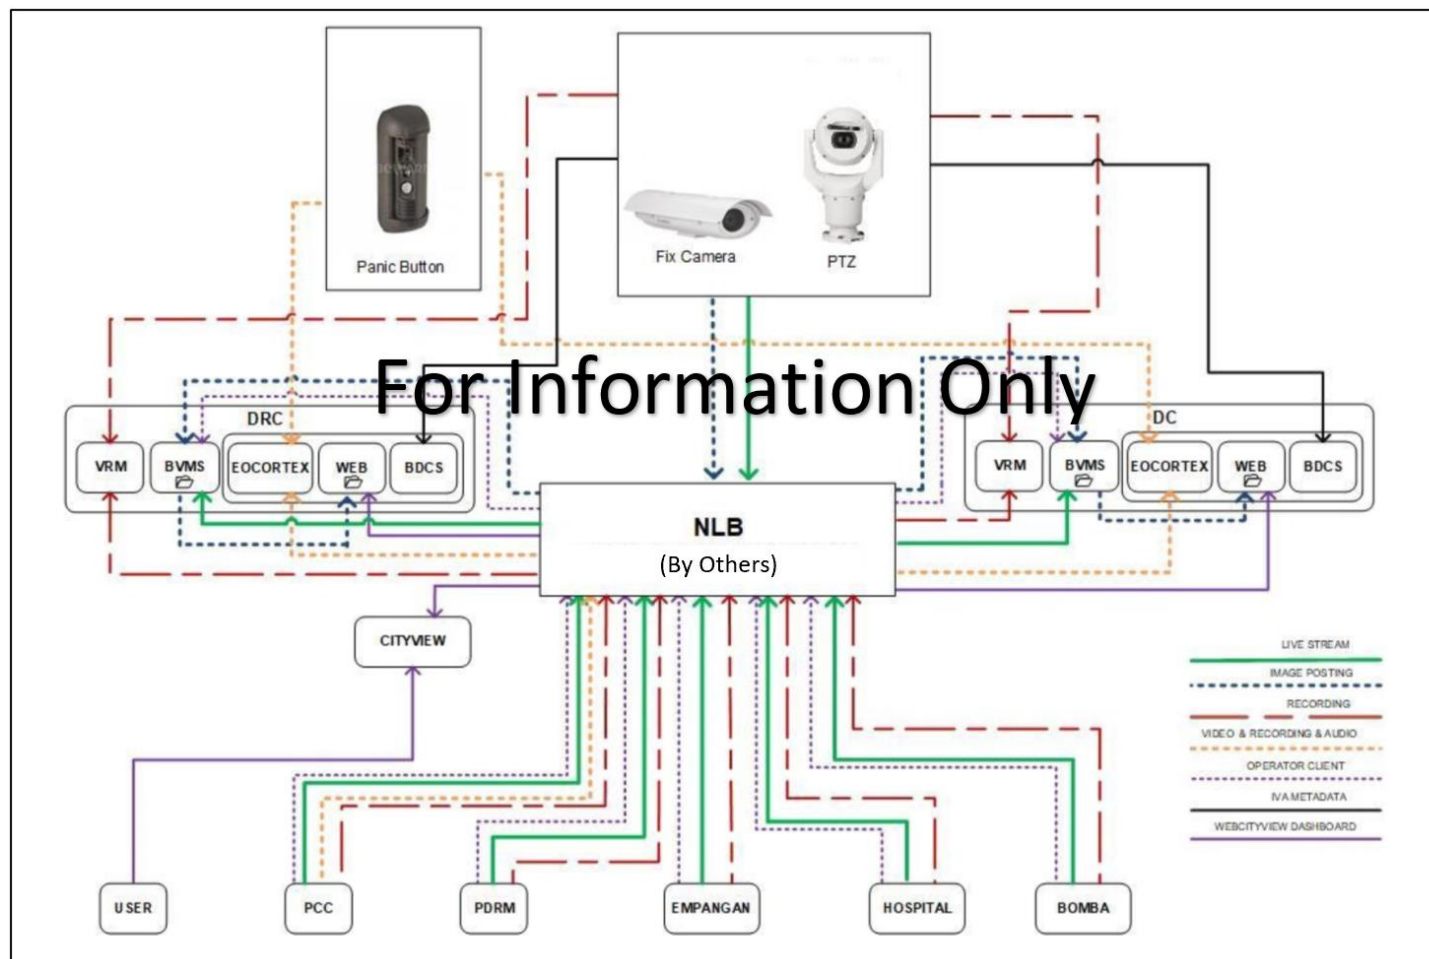 Panic Button
Fix Camera
PTZ
For Information Only
DRC
VRM
BVMS
EOCORTEX
WEB
BDCS
DC
VRM
BVMS
EOCORTEX
WEB
BDCS
NLB
(By Others)
CITYVIEW
LIVE STREAM
IMAGE POSTING
RECORDING
VIDEO & RECORDING & AUDIO
OPERATOR CLIENT
IVA METADATA
WEBCITYVIEW DASHBOARD
USER
PCC
PDRM
EMPANGAN
HOSPITAL
BOMBA